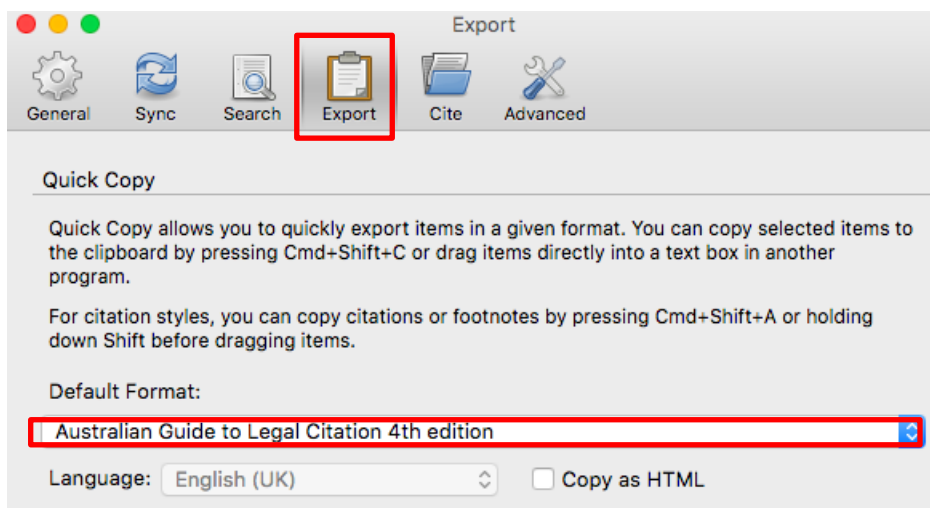 Export
General Sync Search Export Cite Advanced
Quick Copy
Quick Copy allows you to quickly export items in a given format. You can copy selected items to
the clipboard by pressing Cmd+Shift+C or drag items directly into a text box in another
program.
For citation styles, you can copy citations or footnotes by pressing Cmd+Shift+A or holding
down Shift before dragging items.
Default Format:
Australian Guide to Legal Citation 4th edition
Language: English (UK) Copy as HTML